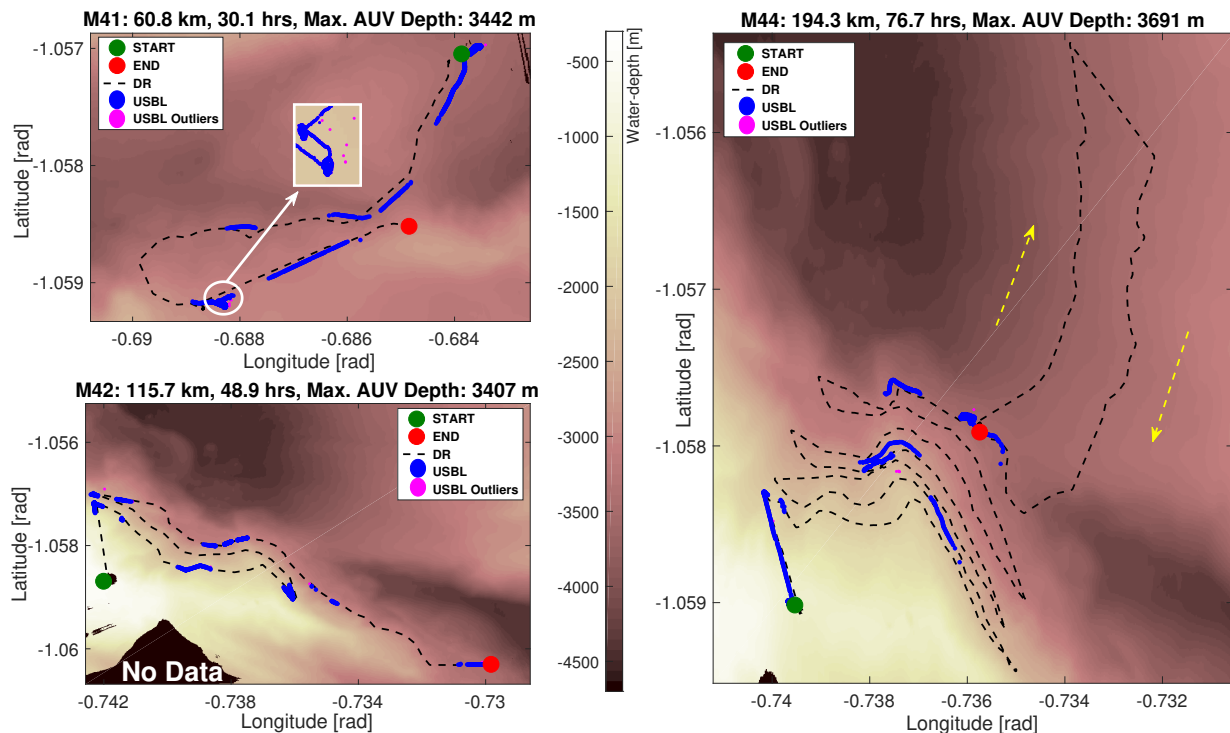 M41: 60.8 km, 30.1 hrs, Max. AUV Depth: 3442 m
-1.057
-1.058
-1.059
Latitude [rad]
START
END
DR
USBL
USBL Outliers
-0.69
-0.688
-0.686
-0.684
Longitude [rad]
M42: 115.7 km, 48.9 hrs, Max. AUV Depth: 3407 m
-1.056
-1.058
-1.06
Latitude [rad]
START
END
DR
USBL
USBL Outliers
No Data
-0.742
-0.738
-0.734
-0.73
Longitude [rad]
Water-depth [m]
-500
-1000
-1500
-2000
-2500
-3000
-3500
-4000
-4500
M44: 194.3 km, 76.7 hrs, Max. AUV Depth: 3691 m
START
END
DR
USBL
USBL Outliers
-1.056
-1.057
-1.058
-1.059
Latitude [rad]
-0.74
-0.738
-0.736
-0.734
-0.732
Longitude [rad]